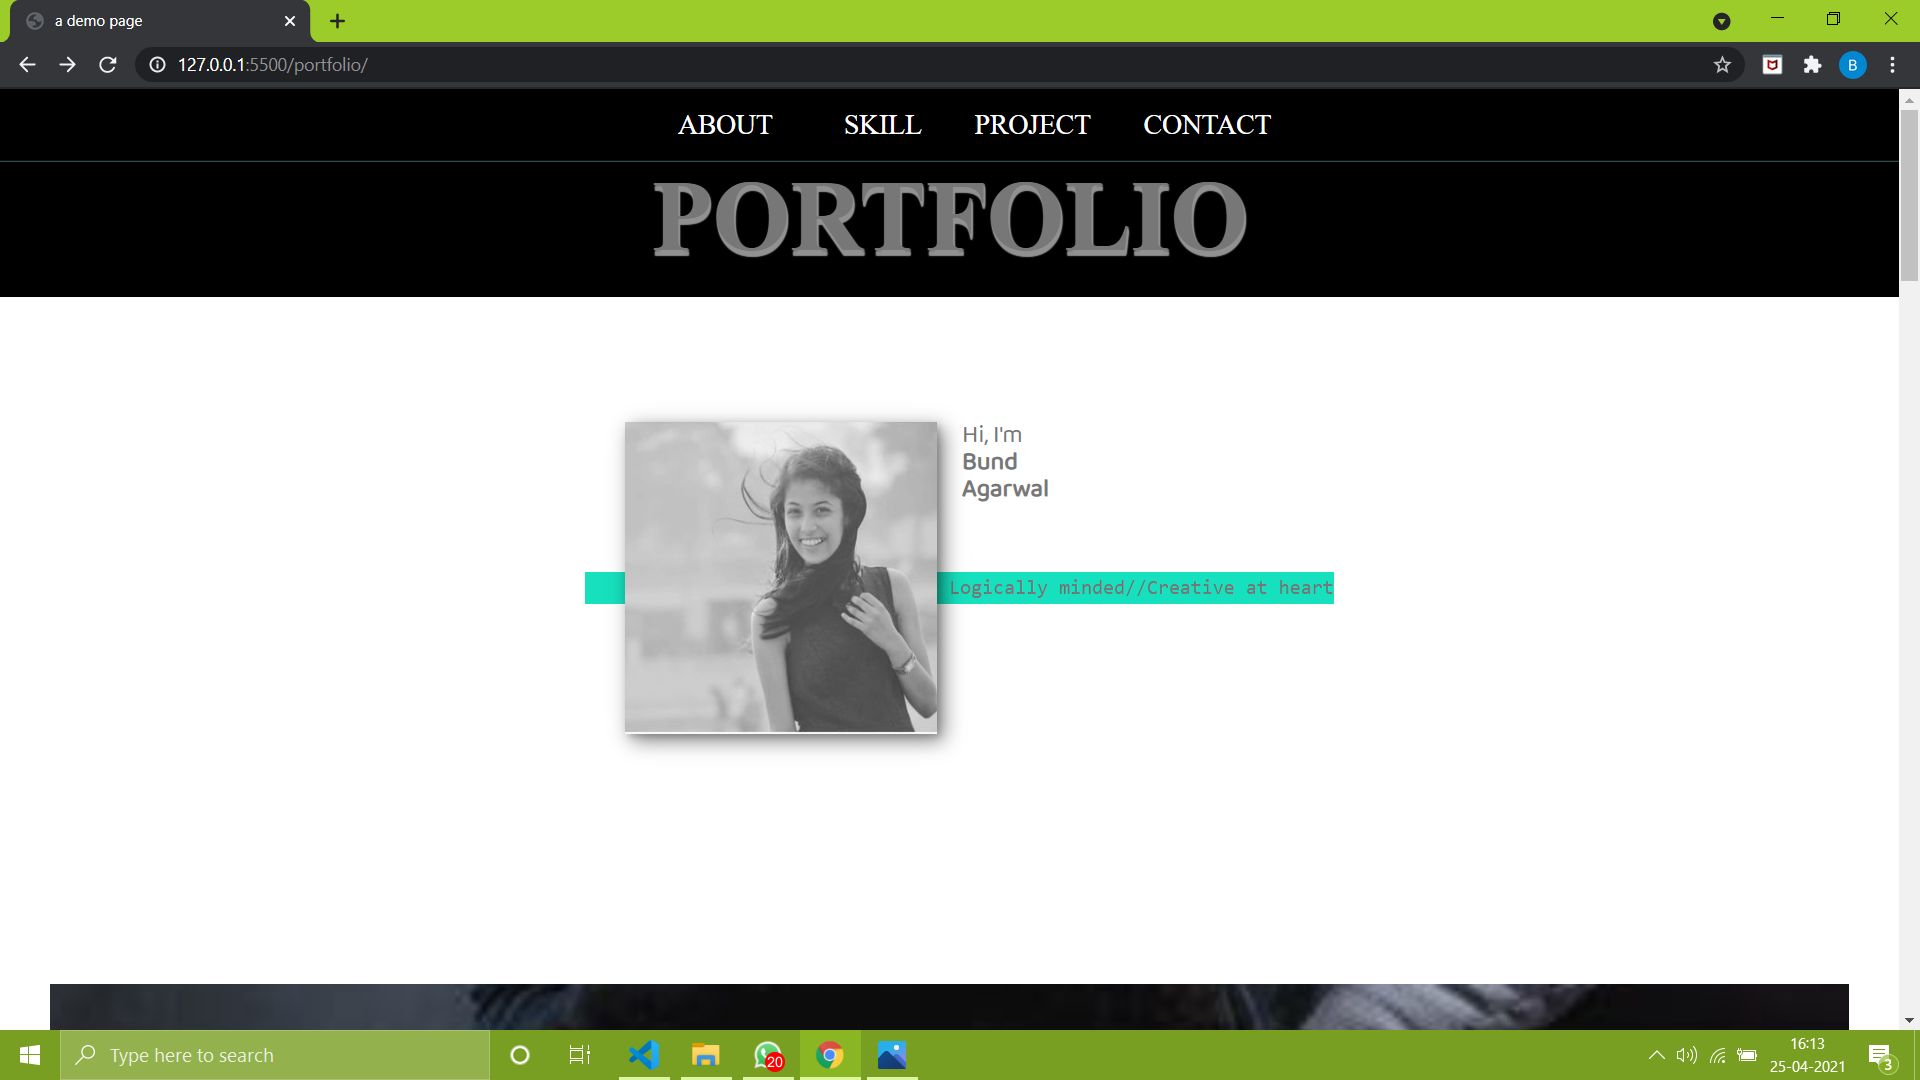 a demo page
127.0.0.1:5500/portfolio/
B
ABOUT SKILL PROJECT CONTACT
PORTFOLIO
Hi, I'm
Bund
Agarwal
Logically minded//Creative at heart
Type here to search
20
16:13
25-04-2021
3